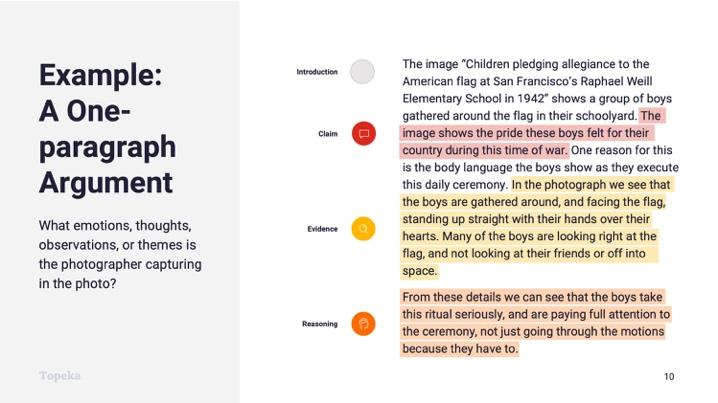 Example:
A One-
paragraph
Argument
What emotions, thoughts,
observations, or themes is
the photographer capturing
in the photo?
Topeka
Introduction
Claim
Evidence
Reasoning
The image “Children pledging allegiance to the
American flag at San Francisco’s Raphael Weill
Elementary School in 1942” shows a group of boys
gathered around the flag in their schoolyard. The
image shows the pride these boys felt for their
country during this time of war. One reason for this
is the body language the boys show as they execute
this daily ceremony. In the photograph we see that
the boys are gathered around, and facing the flag,
standing up straight with their hands over their
hearts. Many of the boys are looking right at the
flag, and not looking at their friends or off into
space.
From these details we can see that the boys take
this ritual seriously, and are paying full attention to
the ceremony, not just going through the motions
because they have to.
10